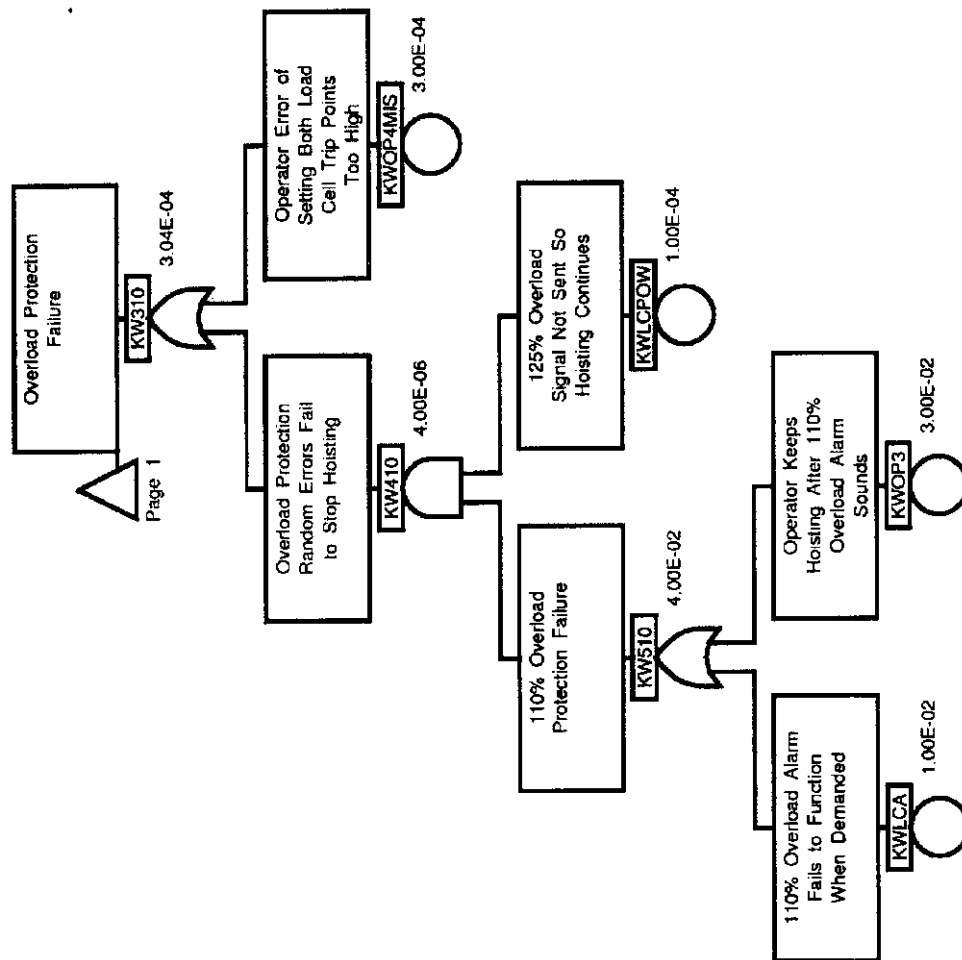 Page 1
Overload Protection
Failure
KW310
3.04E-04
Overload Protection
Random Errors Fail
to Stop Hoisting
KW410
4.00E-06
Operator Error of
Setting Both Load
Cell Trip Points
Too High
KWOP4MIS
3.00E-04
110% Overload
Protection Failure
KW510
4.00E-02
125% Overload
Signal Not Sent So
Hoisting Continues
KWLCPOW
1.00E-04
110% Overload Alarm
Fails to Function
When Demanded
KWLCA
1.00E-02
Operator Keeps
Hoisting After 110%
Overload Alarm
Sounds
KWOP3
3.00E-02